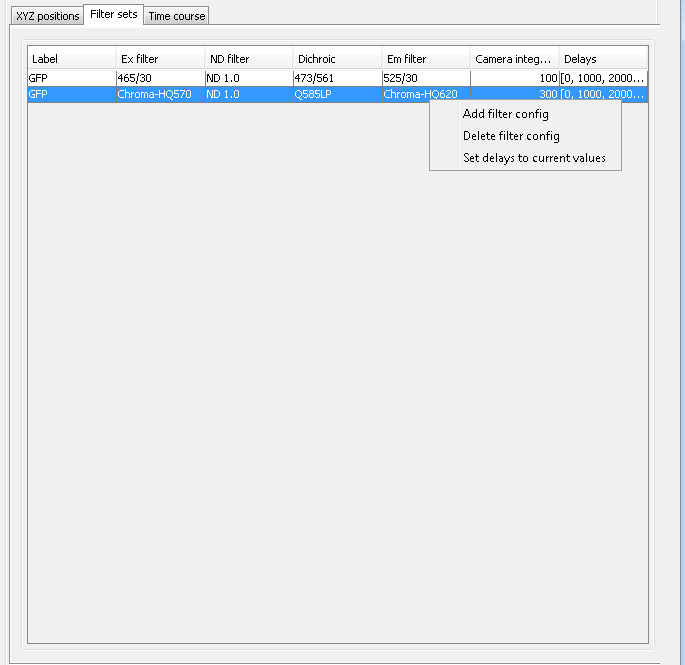 XYZ positions Filter sets Time course
Label Ex filter ND filter Dichroic Em filter Camera integ... Delays
GFP 465/30 ND 1.0 473/561 525/30 100 [0, 1000, 2000...
GFP Chroma-HQ570 ND 1.0 Q585LP Chroma-HQ620 300 [0, 1000, 2000...
Add filter config
Delete filter config
Set delays to current values